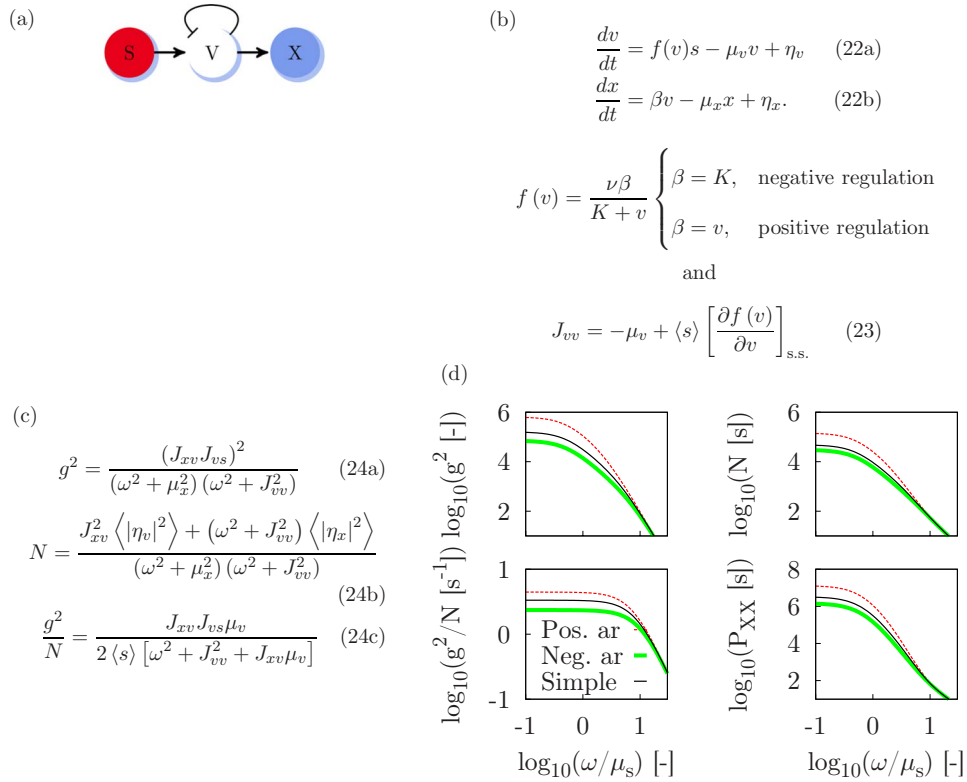 (a)
S V X
(b)
dv/dt = f(v)s − μ_v v + η_v (22a)
dx/dt = βv − μ_x x + η_x. (22b)
f (v) = νβ/(K + v) { β = K, negative regulation
β = v, positive regulation
and
J_vv = −μ_v + ⟨s⟩ [∂f (v)/∂v]_s.s. (23)
(c)
g² = (J_xv J_vs)² / ((ω² + μ_x²) (ω² + J_vv²)) (24a)
N = (J_xv² ⟨|η_v|²⟩ + (ω² + J_vv²) ⟨|η_x|²⟩) / ((ω² + μ_x²) (ω² + J_vv²))
(24b)
g²/N = J_xv J_vs μ_v / (2 ⟨s⟩ [ω² + J_vv² + J_xv μ_v]) (24c)
(d)
log₁₀(g² [-]
6
4
2
log₁₀(N [s])
6
4
2
log₁₀(g²/N [s⁻¹])
1
0
-1
Pos. ar
Neg. ar
Simple
-1 0 1
log₁₀(ω/μ_s) [-]
log₁₀(P_XX [s])
8
6
4
2
-1 0 1
log₁₀(ω/μ_s) [-]